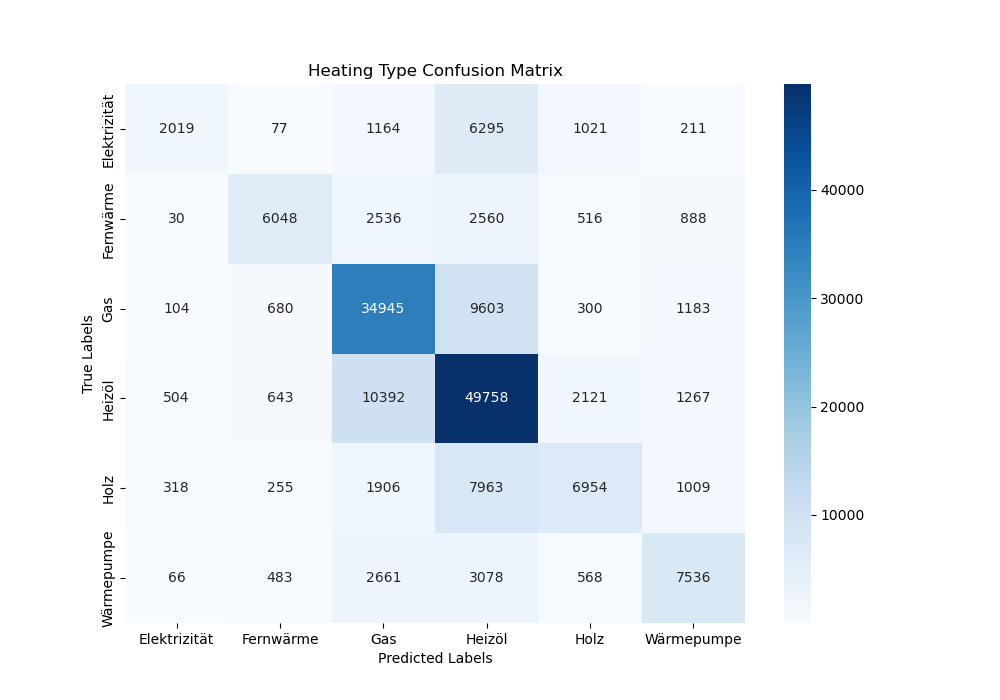 Heating Type Confusion Matrix
True Labels
Elektrizität 2019 77 1164 6295 1021 211
Fernwärme 30 6048 2536 2560 516 888
Gas 104 680 34945 9603 300 1183
Heizöl 504 643 10392 49758 2121 1267
Holz 318 255 1906 7963 6954 1009
Wärmepumpe 66 483 2661 3078 568 7536
Elektrizität Fernwärme Gas Heizöl Holz Wärmepumpe
Predicted Labels
40000
30000
20000
10000